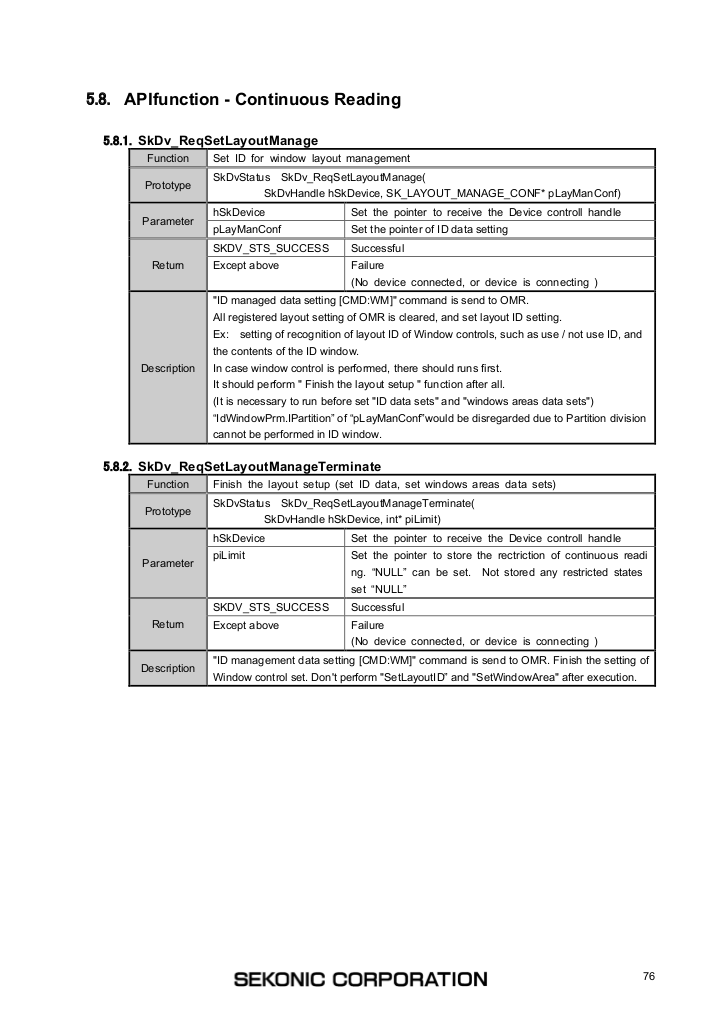 5.8. APIfunction - Continuous Reading
5.8.1. SkDv_ReqSetLayoutManage
Function Set ID for window layout management
Prototype SkDvStatus SkDv_ReqSetLayoutManage(
SkDvHandle hSkDevice, SK_LAYOUT_MANAGE_CONF* pLayManConf)
Parameter hSkDevice Set the pointer to receive the Device controll handle
pLayManConf Set the pointer of ID data setting
Return SKDV_STS_SUCCESS Successful
Except above Failure
(No device connected, or device is connecting )
Description "ID managed data setting [CMD:WM]" command is send to OMR.
All registered layout setting of OMR is cleared, and set layout ID setting.
Ex: setting of recognition of layout ID of Window controls, such as use / not use ID, and
the contents of the ID window.
In case window control is performed, there should runs first.
It should perform " Finish the layout setup " function after all.
(It is necessary to run before set "ID data sets" and "windows areas data sets")
“IdWindowPrm.IPartition” of “pLayManConf”would be disregarded due to Partition division
cannot be performed in ID window.
5.8.2. SkDv_ReqSetLayoutManageTerminate
Function Finish the layout setup (set ID data, set windows areas data sets)
Prototype SkDvStatus SkDv_ReqSetLayoutManageTerminate(
SkDvHandle hSkDevice, int* piLimit)
Parameter hSkDevice Set the pointer to receive the Device controll handle
piLimit Set the pointer to store the rectriction of continuous readi
ng. “NULL” can be set. Not stored any restricted states
set “NULL”
Return SKDV_STS_SUCCESS Successful
Except above Failure
(No device connected, or device is connecting )
Description "ID management data setting [CMD:WM]" command is send to OMR. Finish the setting of
Window control set. Don't perform "SetLayoutID" and "SetWindowArea" after execution.
SEKONIC CORPORATION
76